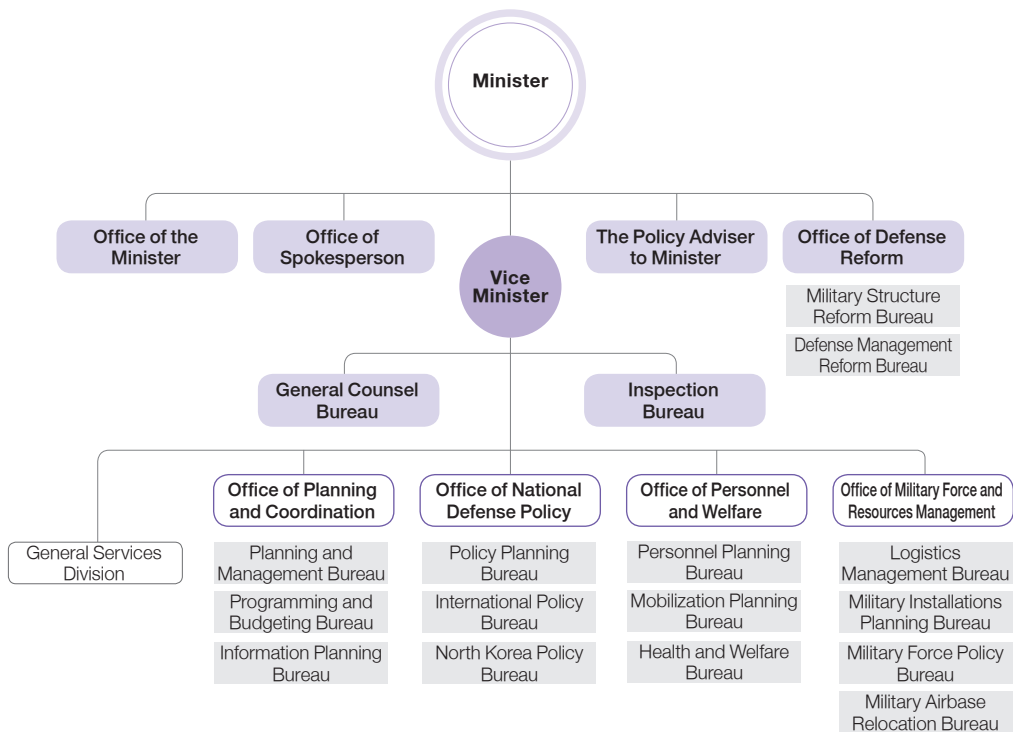 Minister
Office of the
Minister
Office of
Spokesperson
The Policy Adviser
to Minister
Office of Defense
Reform
Vice
Minister
Military Structure
Reform Bureau
Defense Management
Reform Bureau
General Counsel
Bureau
Inspection
Bureau
General Services
Division
Office of Planning
and Coordination
Planning and
Management Bureau
Programming and
Budgeting Bureau
Information Planning
Bureau
Office of National
Defense Policy
Policy Planning
Bureau
International Policy
Bureau
North Korea Policy
Bureau
Office of Personnel
and Welfare
Personnel Planning
Bureau
Mobilization Planning
Bureau
Health and Welfare
Bureau
Office of Military Force and
Resources Management
Logistics
Management Bureau
Military Installations
Planning Bureau
Military Force Policy
Bureau
Military Airbase
Relocation Bureau